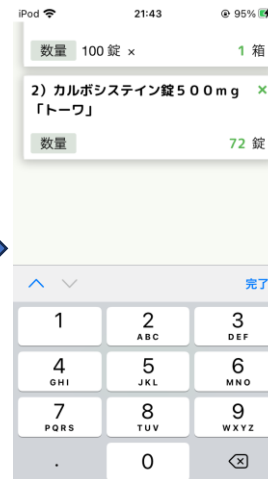 iPod 21:43 95%
数量 100 錠 × 1 箱
2）カルボシステイン錠５００ｍｇ ×
「トーワ」
数量 72 錠
完了
1 2 3
ABC DEF
4 5 6
GHI JKL MNO
7 8 9
PQRS TUV WXYZ
. 0